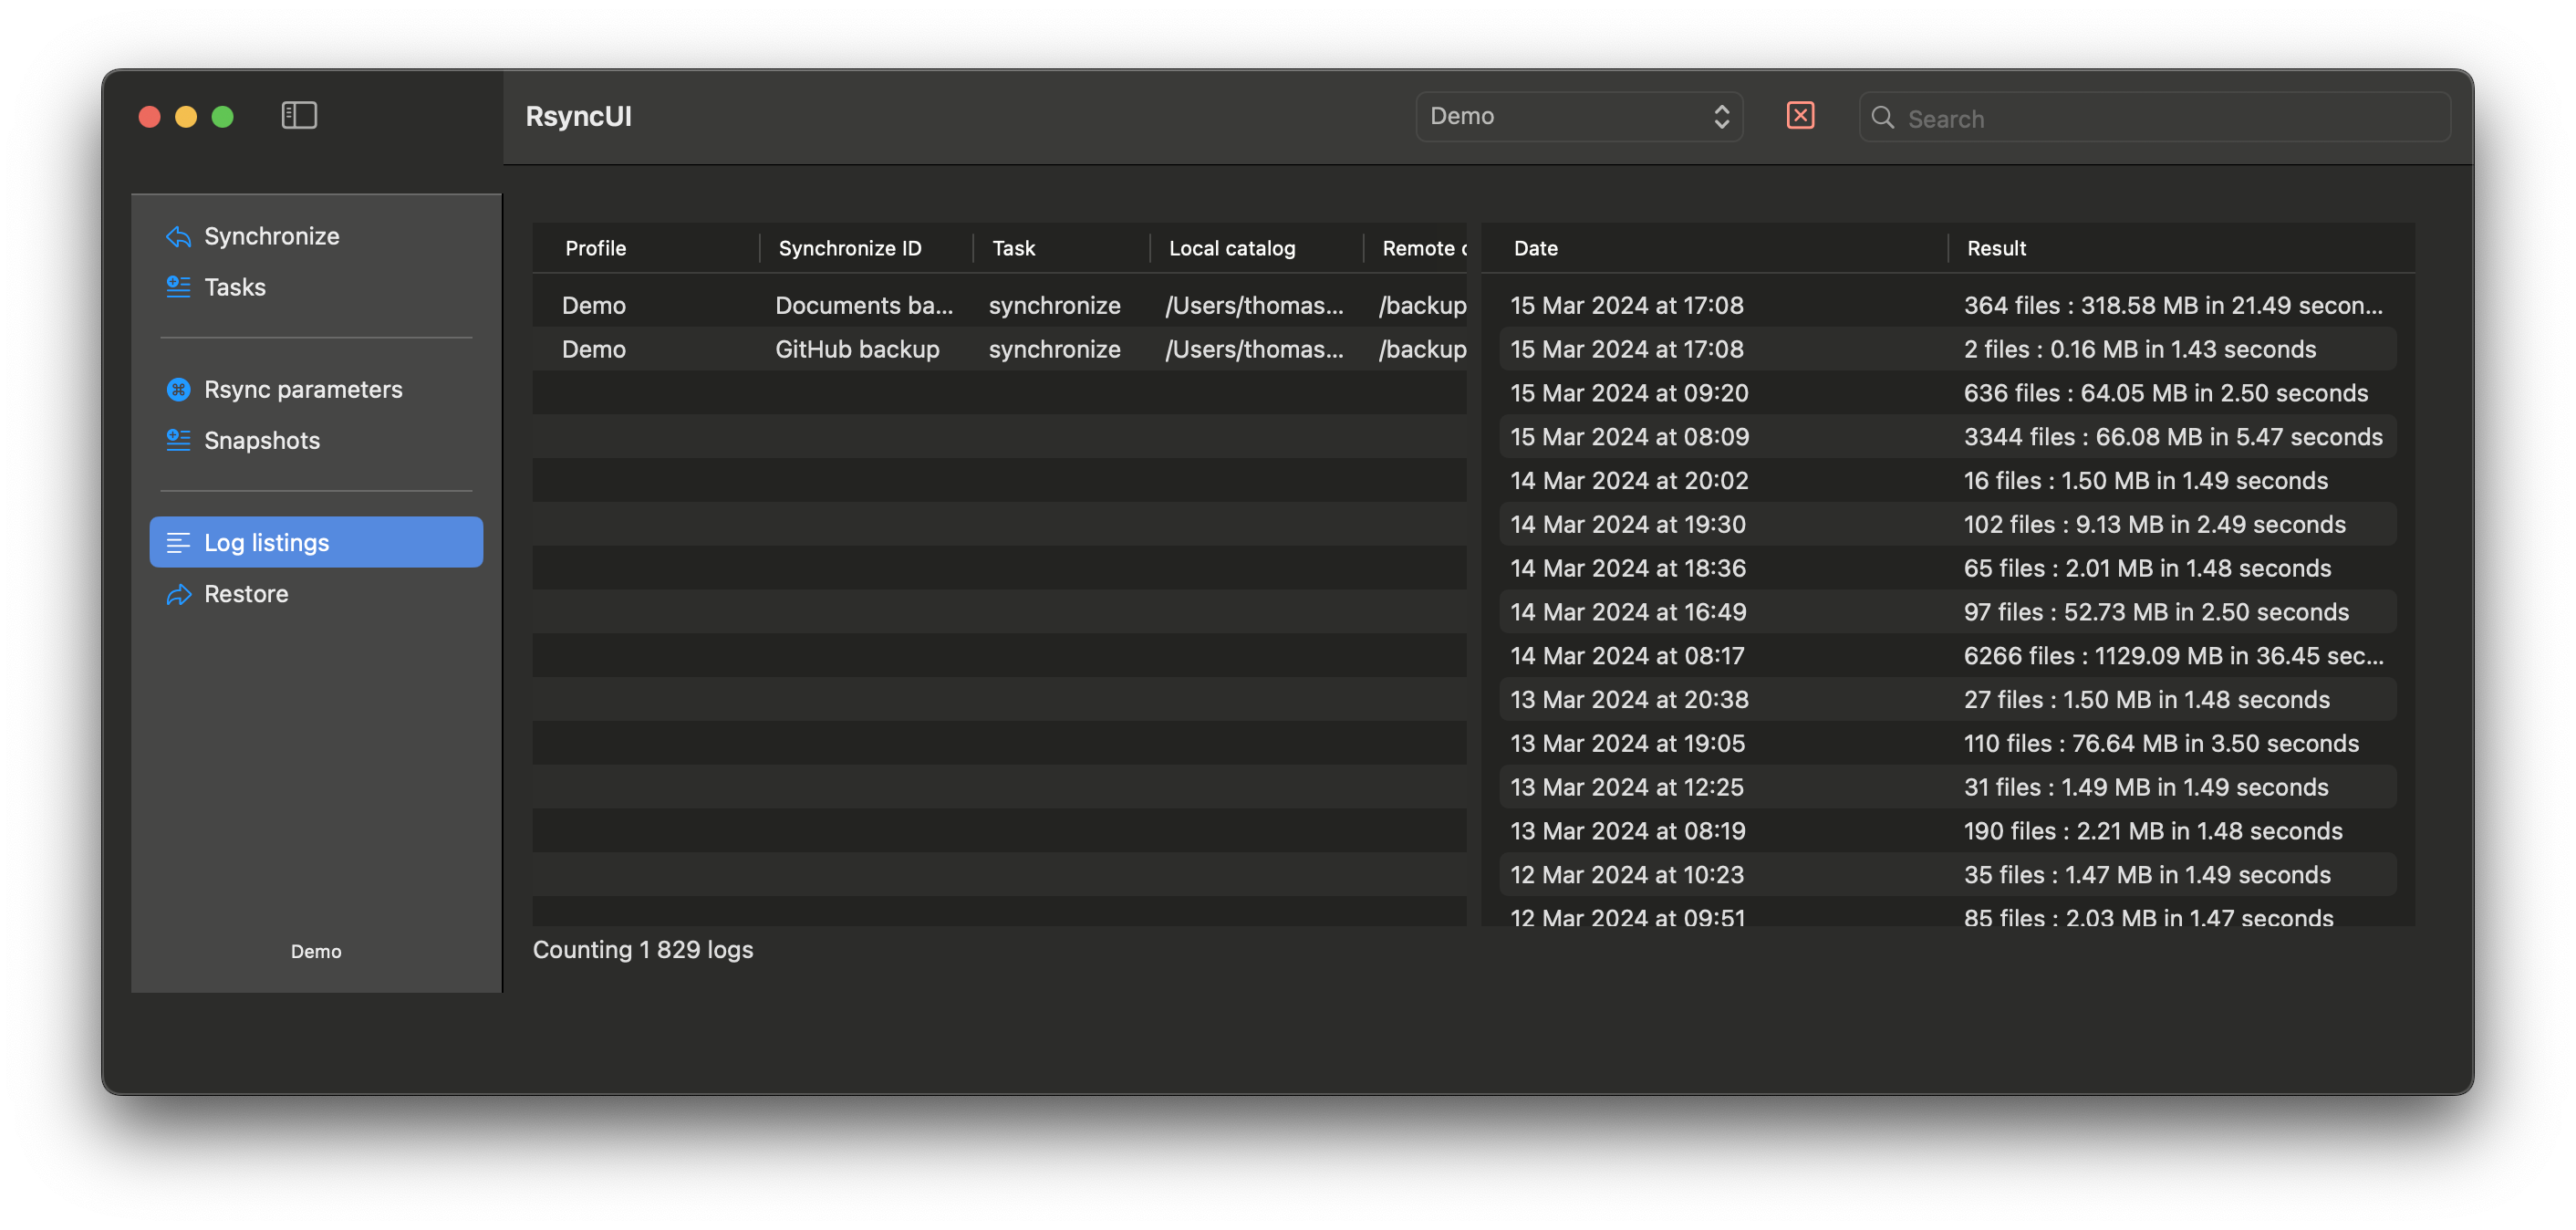 RsyncUI
Demo
Search
Synchronize
Tasks
Rsync parameters
Snapshots
Log listings
Restore
Demo
Profile Synchronize ID Task Local catalog Remote
Demo Documents ba... synchronize /Users/thomas... /backup
Demo GitHub backup synchronize /Users/thomas... /backup
Counting 1 829 logs
Date Result
15 Mar 2024 at 17:08 364 files : 318.58 MB in 21.49 secon...
15 Mar 2024 at 17:08 2 files : 0.16 MB in 1.43 seconds
15 Mar 2024 at 09:20 636 files : 64.05 MB in 2.50 seconds
15 Mar 2024 at 08:09 3344 files : 66.08 MB in 5.47 seconds
14 Mar 2024 at 20:02 16 files : 1.50 MB in 1.49 seconds
14 Mar 2024 at 19:30 102 files : 9.13 MB in 2.49 seconds
14 Mar 2024 at 18:36 65 files : 2.01 MB in 1.48 seconds
14 Mar 2024 at 16:49 97 files : 52.73 MB in 2.50 seconds
14 Mar 2024 at 08:17 6266 files : 1129.09 MB in 36.45 sec...
13 Mar 2024 at 20:38 27 files : 1.50 MB in 1.48 seconds
13 Mar 2024 at 19:05 110 files : 76.64 MB in 3.50 seconds
13 Mar 2024 at 12:25 31 files : 1.49 MB in 1.49 seconds
13 Mar 2024 at 08:19 190 files : 2.21 MB in 1.48 seconds
12 Mar 2024 at 10:23 35 files : 1.47 MB in 1.49 seconds
12 Mar 2024 at 09:51 85 files : 2.03 MB in 1.47 seconds